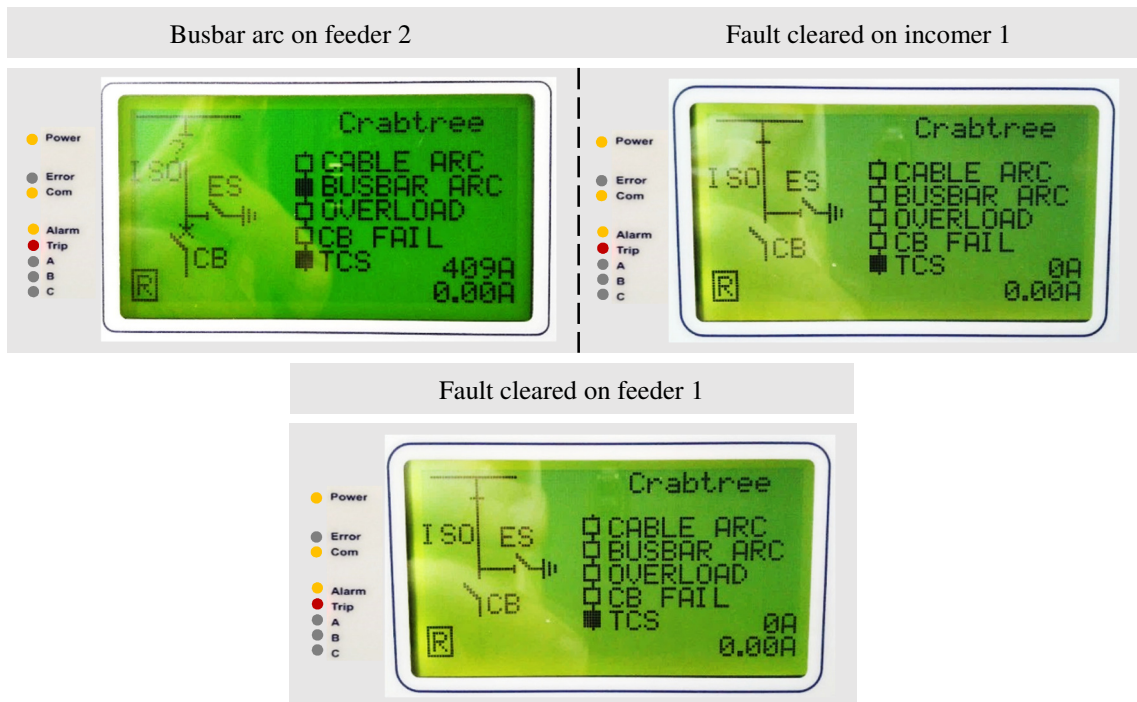 Busbar arc on feeder 2
Fault cleared on incomer 1
Power
Error
Com
Alarm
Trip
A
B
C
Crabtree
ISO
ES
CB
R
CABLE ARC
BUSBAR ARC
OVERLOAD
CB FAIL
TCS
409A
0.00A
Power
Error
Com
Alarm
Trip
A
B
C
Crabtree
ISO
ES
CB
R
CABLE ARC
BUSBAR ARC
OVERLOAD
CB FAIL
TCS
0A
0.00A
Fault cleared on feeder 1
Power
Error
Com
Alarm
Trip
A
B
C
Crabtree
ISO
ES
CB
R
CABLE ARC
BUSBAR ARC
OVERLOAD
CB FAIL
TCS
0A
0.00A